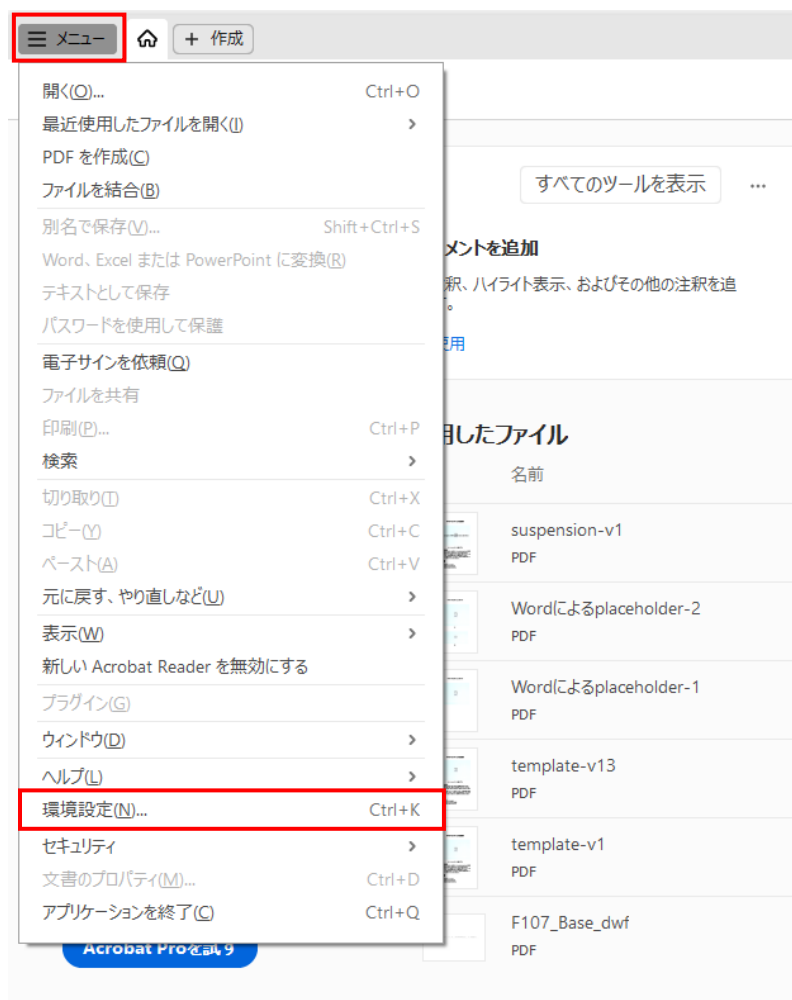 メニュー
作成
開く(O)... Ctrl+O
最近使用したファイルを開く(I)
PDF を作成(C)
ファイルを結合(B)
別名で保存(V)... Shift+Ctrl+S
Word、Excel または PowerPoint に変換(R)
テキストとして保存
パスワードを使用して保護
電子サインを依頼(Q)
ファイルを共有
印刷(P)... Ctrl+P
検索
切り取り(T) Ctrl+X
コピー(Y) Ctrl+C
ペースト(A) Ctrl+V
元に戻す、やり直しなど(U)
表示(W)
新しい Acrobat Reader を無効にする
プラグイン(G)
ウィンドウ(D)
ヘルプ(L)
環境設定(N)... Ctrl+K
セキュリティ
文書のプロパティ(M)... Ctrl+D
アプリケーションを終了(C) Ctrl+Q
Acrobat Proを試す
すべてのツールを表示
メントを追加
釈、ハイライト表示、およびその他の注釈を追
。
使用
用したファイル
名前
suspension-v1
PDF
Wordによるplaceholder-2
PDF
Wordによるplaceholder-1
PDF
template-v13
PDF
template-v1
PDF
F107_Base_dwf
PDF